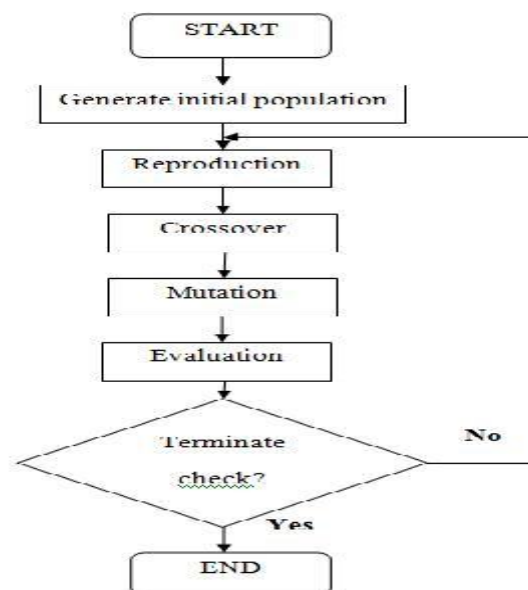 START
Generate initial population
Reproduction
Crossover
Mutation
Evaluation
Terminate
check?
No
Yes
END